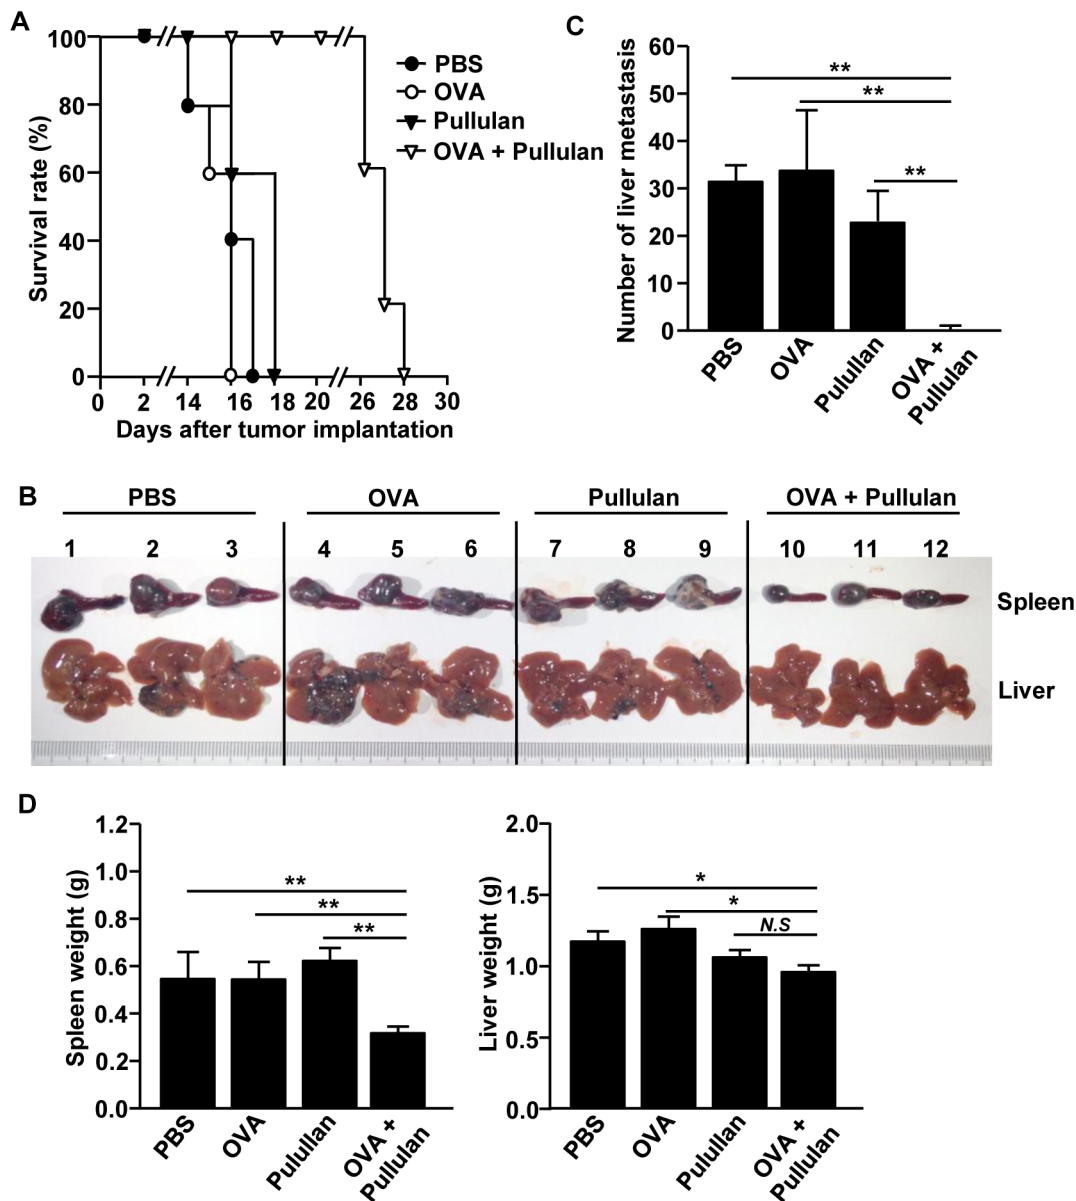 A
100
80
60
40
20
0
Survival rate (%)
0 2 14 16 18 20 26 28 30
Days after tumor implantation
PBS
OVA
Pullulan
OVA + Pullulan
C
60
50
40
30
20
10
0
Number of liver metastasis
**
**
**
PBS
OVA
Pulullan
OVA +
Pullulan
B
PBS OVA Pullulan OVA + Pullulan
1 2 3 4 5 6 7 8 9 10 11 12
Spleen
Liver
D
1.2
1.0
0.8
0.6
0.4
0.2
0.0
Spleen weight (g)
**
**
**
PBS
OVA
Pulullan
OVA +
Pullulan
2.0
1.5
1.0
0.5
0.0
Liver weight (g)
*
*
N.S
PBS
OVA
Pulullan
OVA +
Pullulan